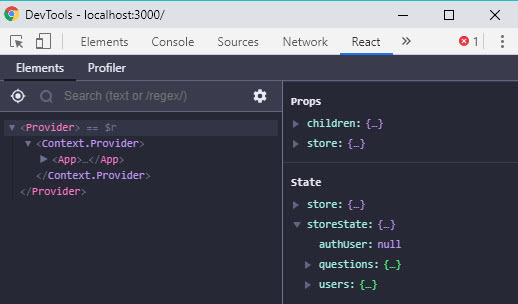 DevTools - localhost:3000/
Elements Console Sources Network React » 1
Elements Profiler
Search (text or /regex/)
<Provider> == $r
<Context.Provider>
<App>…</App>
</Context.Provider>
</Provider>
Props
children: {…}
store: {…}
State
store: {…}
storeState: {…}
authUser: null
questions: {…}
users: {…}